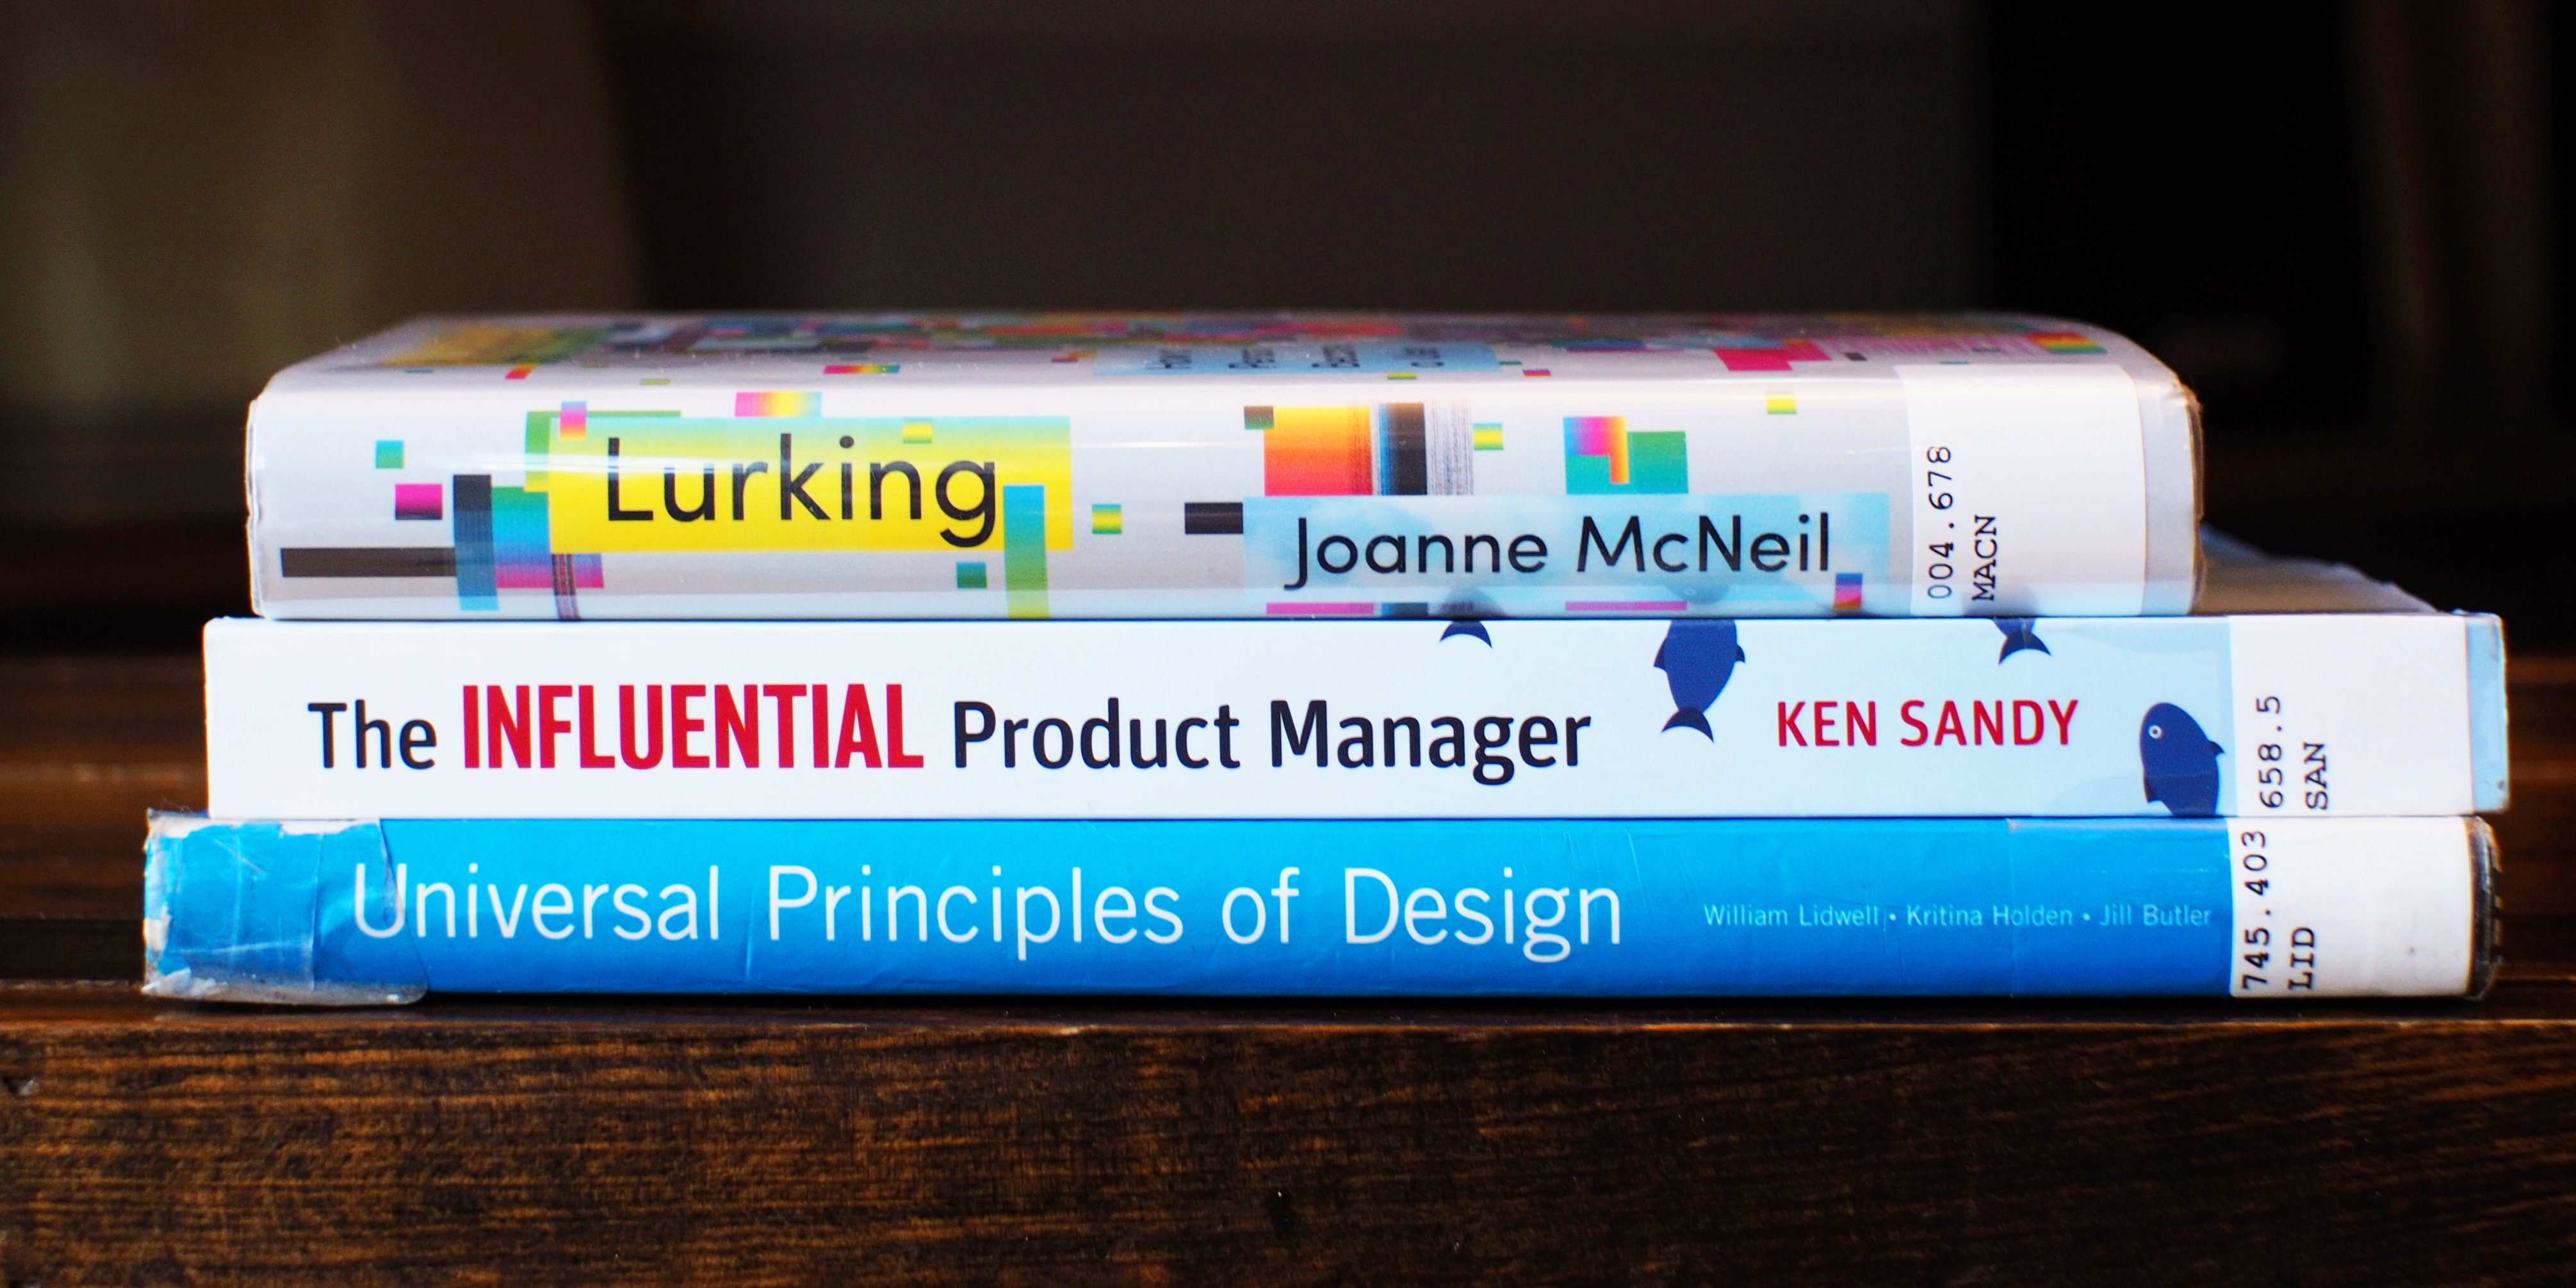 Lurking
Joanne McNeil
004.678
MACN
The INFLUENTIAL Product Manager
KEN SANDY
658.5
SAN
Universal Principles of Design
William Lidwell • Kritina Holden • Jill Butler
745.403
LID